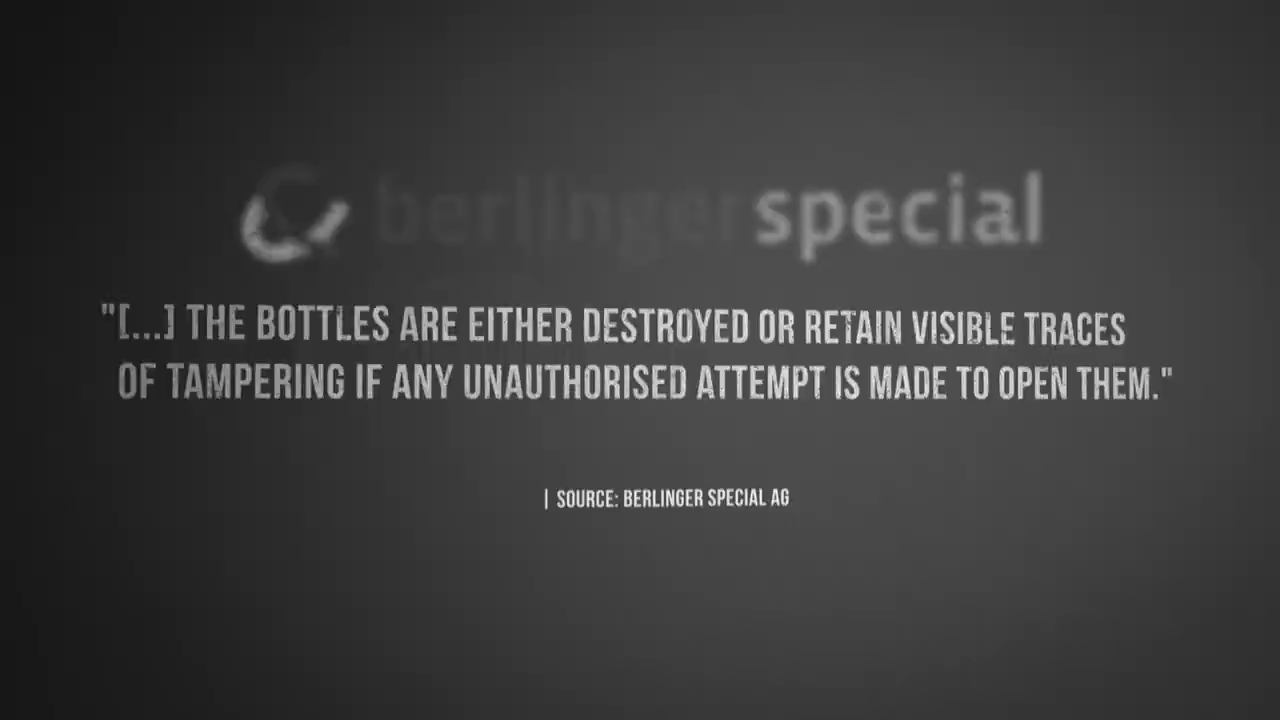 berlingerspecial
"[...] THE BOTTLES ARE EITHER DESTROYED OR RETAIN VISIBLE TRACES
OF TAMPERING IF ANY UNAUTHORISED ATTEMPT IS MADE TO OPEN THEM."
| SOURCE: BERLINGER SPECIAL AG